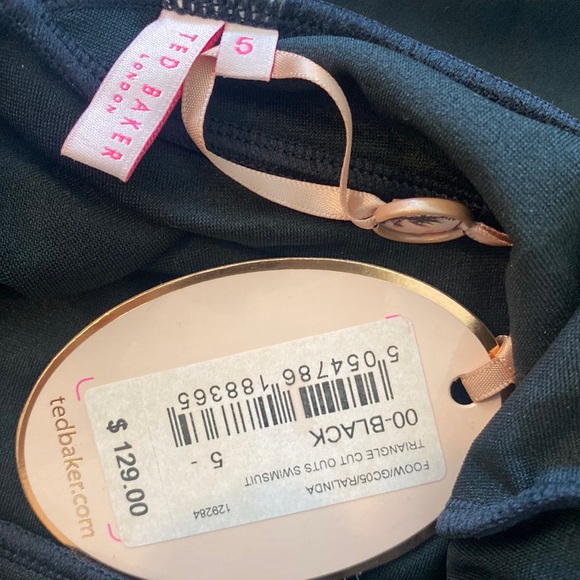 TED BAKER
LONDON
5
tedbaker.com
FOOW/GC05/RALINDA
TRIANGLE CUT OUTS SWIMSUIT
129284
00-BLACK
5 -
5 054786 188365
$ 129.00